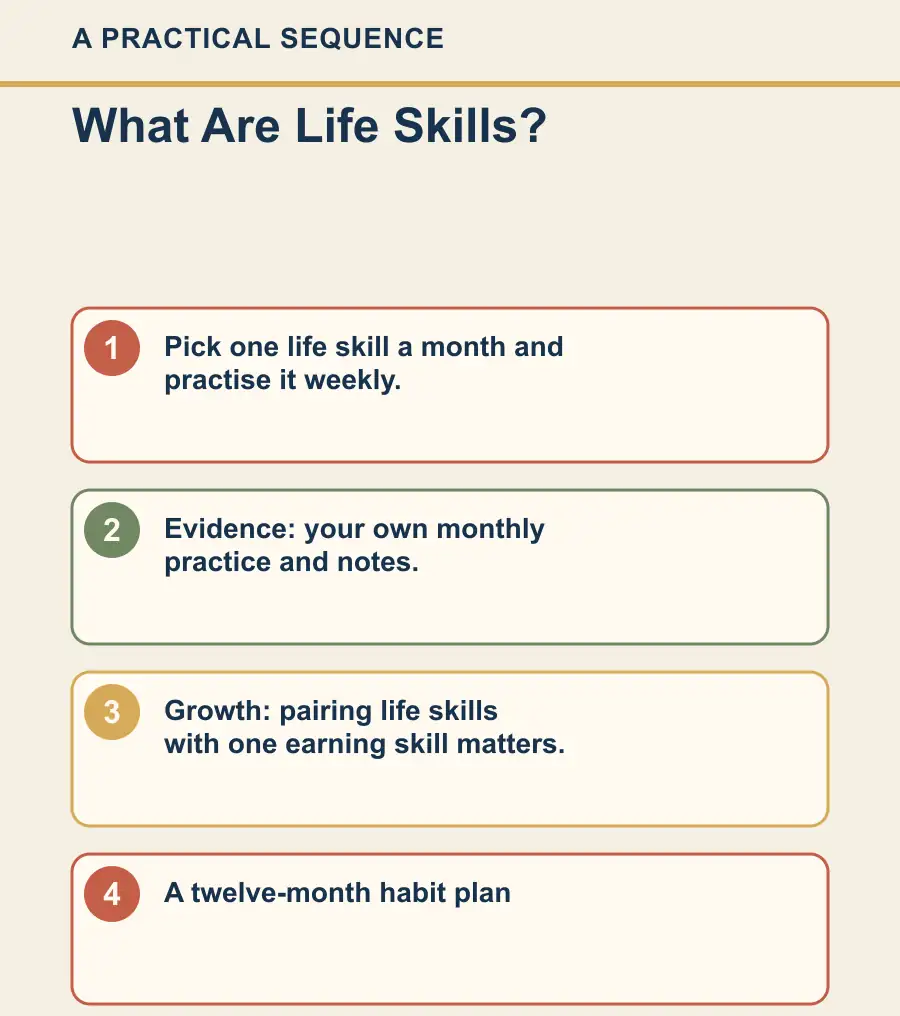 A PRACTICAL SEQUENCE
What Are Life Skills?
1
Pick one life skill a month and
practise it weekly.
2
Evidence: your own monthly
practice and notes.
3
Growth: pairing life skills
with one earning skill matters.
4
A twelve-month habit plan